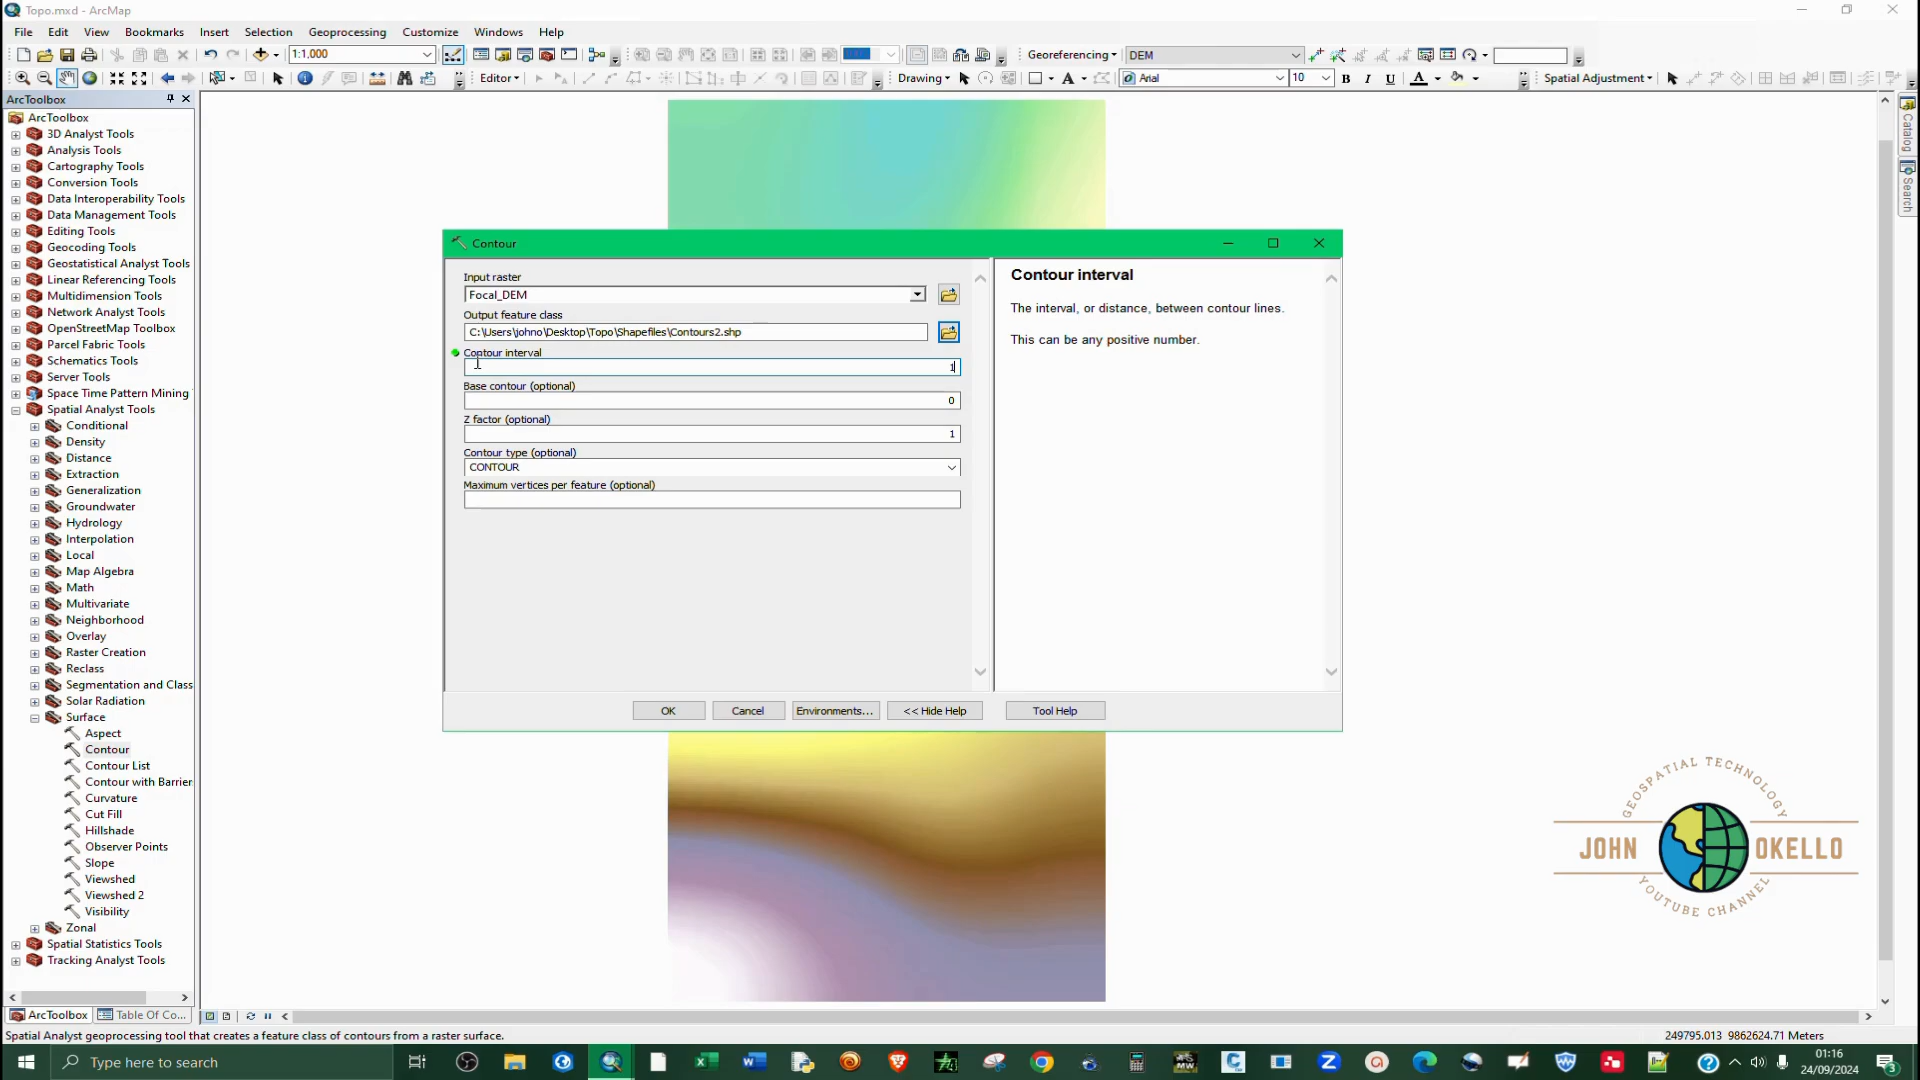 Topo.mxd - ArcMap
File Edit View Bookmarks Insert Selection Geoprocessing Customize Windows Help
1:1,000 Georeferencing DEM
Editor Drawing Arial 10 B I U A Spatial Adjustment
ArcToolbox
ArcToolbox
3D Analyst Tools
Analysis Tools
Cartography Tools
Conversion Tools
Data Interoperability Tools
Data Management Tools
Editing Tools
Geocoding Tools
Geostatistical Analyst Tools
Linear Referencing Tools
Multidimension Tools
Network Analyst Tools
OpenStreetMap Toolbox
Parcel Fabric Tools
Schematics Tools
Server Tools
Space Time Pattern Mining
Spatial Analyst Tools
Conditional
Density
Distance
Extraction
Generalization
Groundwater
Hydrology
Interpolation
Local
Map Algebra
Math
Multivariate
Neighborhood
Overlay
Raster Creation
Reclass
Segmentation and Class
Solar Radiation
Surface
Aspect
Contour
Contour List
Contour with Barrier
Curvature
Cut Fill
Hillshade
Observer Points
Slope
Viewshed
Viewshed 2
Visibility
Zonal
Spatial Statistics Tools
Tracking Analyst Tools
ArcToolbox Table Of Co...
Contour
Input raster
Focal_DEM
Output feature class
C:\Users\johno\Desktop\Topo\Shapefiles\Contours2.shp
Contour interval
1
Base contour (optional)
0
Z factor (optional)
1
Contour type (optional)
CONTOUR
Maximum vertices per feature (optional)
OK Cancel Environments... << Hide Help Tool Help
Contour interval
The interval, or distance, between contour lines.
This can be any positive number.
Catalog
Search
GEOSPATIAL TECHNOLOGY
JOHN OKELLO
YOUTUBE CHANNEL
Spatial Analyst geoprocessing tool that creates a feature class of contours from a raster surface.
249795.013 9862624.71 Meters
Type here to search
01:16
24/09/2024
3